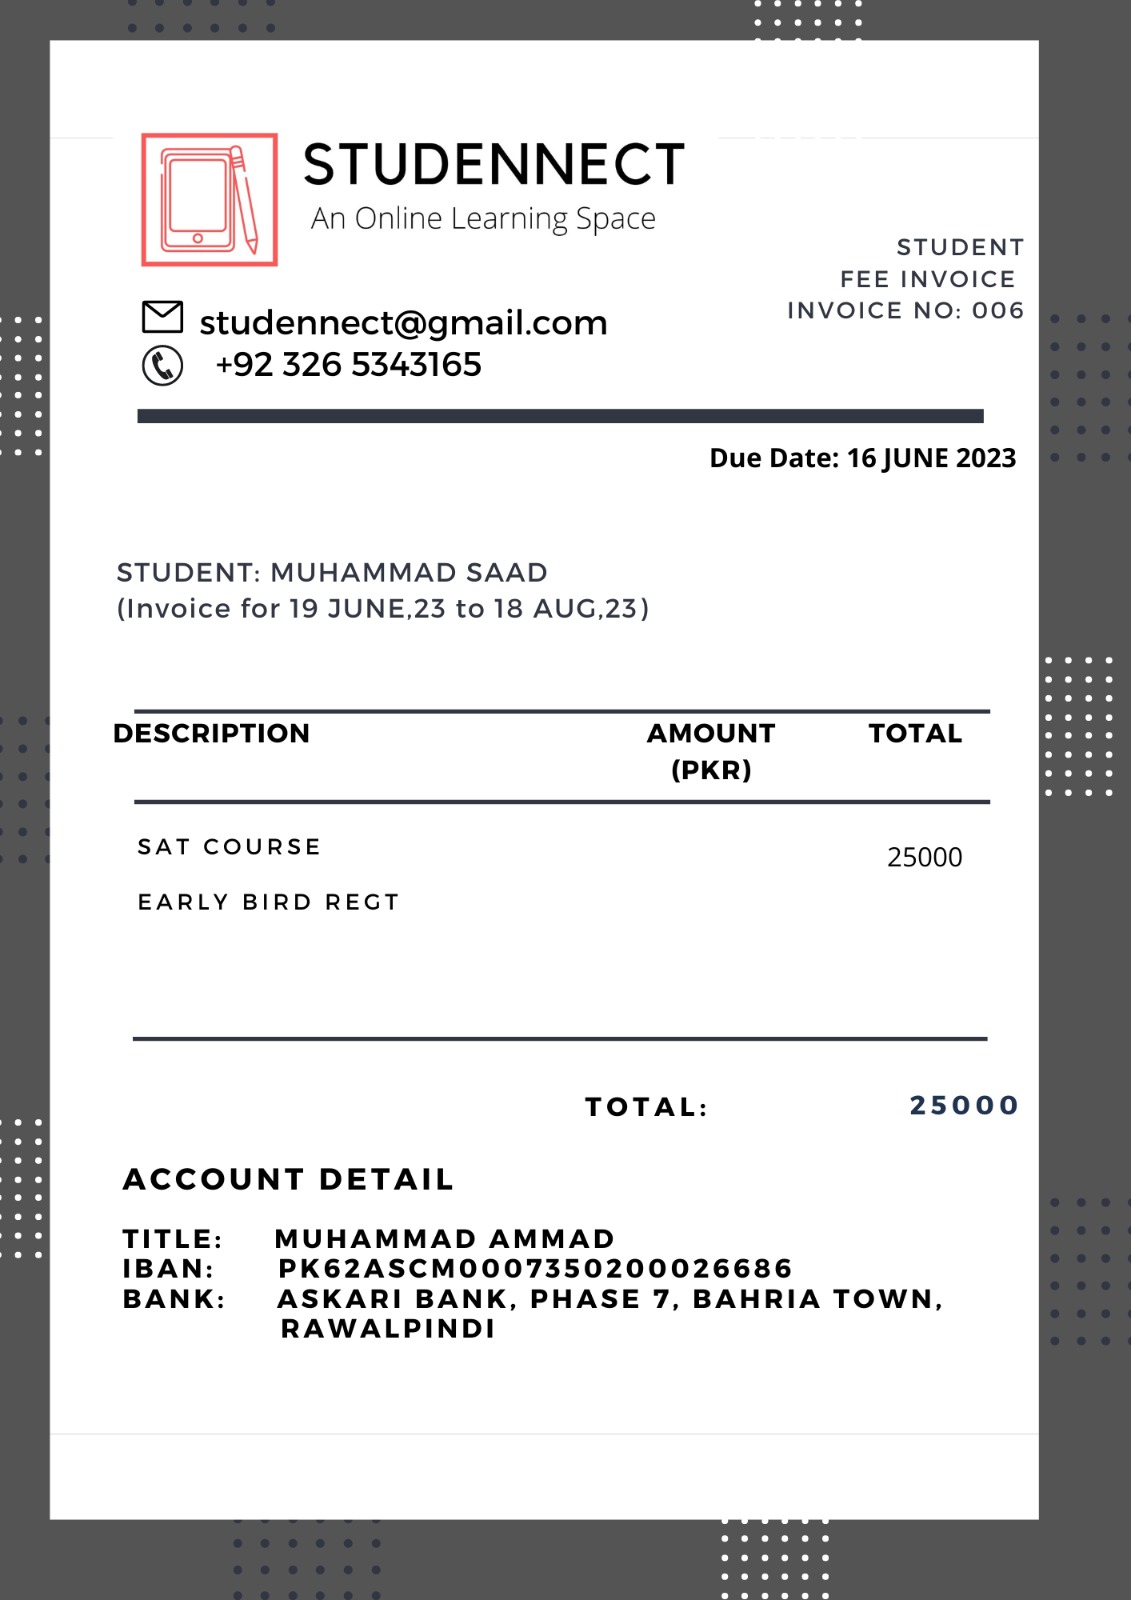 STUDENNECT
An Online Learning Space
STUDENT
FEE INVOICE
INVOICE NO: 006
studennect@gmail.com
+92 326 5343165
Due Date: 16 JUNE 2023
STUDENT: MUHAMMAD SAAD
(Invoice for 19 JUNE,23 to 18 AUG,23)
DESCRIPTION AMOUNT TOTAL
(PKR)
SAT COURSE 25000
EARLY BIRD REGT
TOTAL: 25000
ACCOUNT DETAIL
TITLE: MUHAMMAD AMMAD
IBAN: PK62ASCM0007350200026686
BANK: ASKARI BANK, PHASE 7, BAHRIA TOWN,
RAWALPINDI